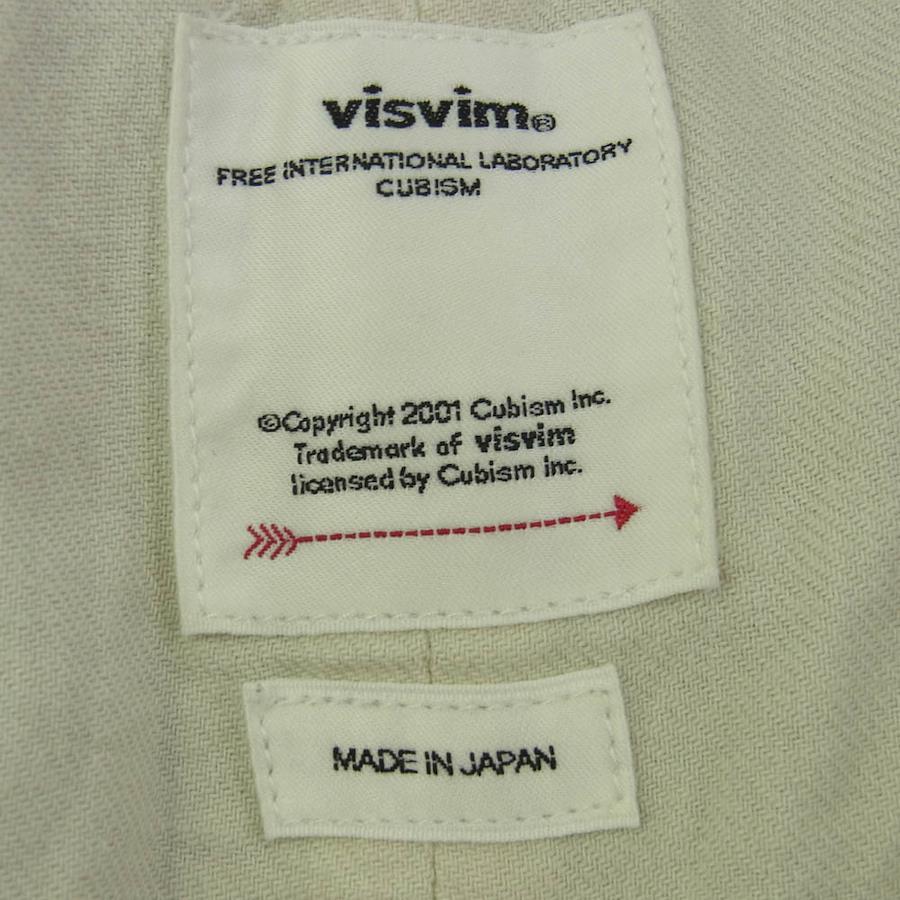 visvim®
FREE INTERNATIONAL LABORATORY
CUBISM
©Copyright 2001 Cubism Inc.
Trademark of visvim
licensed by Cubism Inc.
MADE IN JAPAN